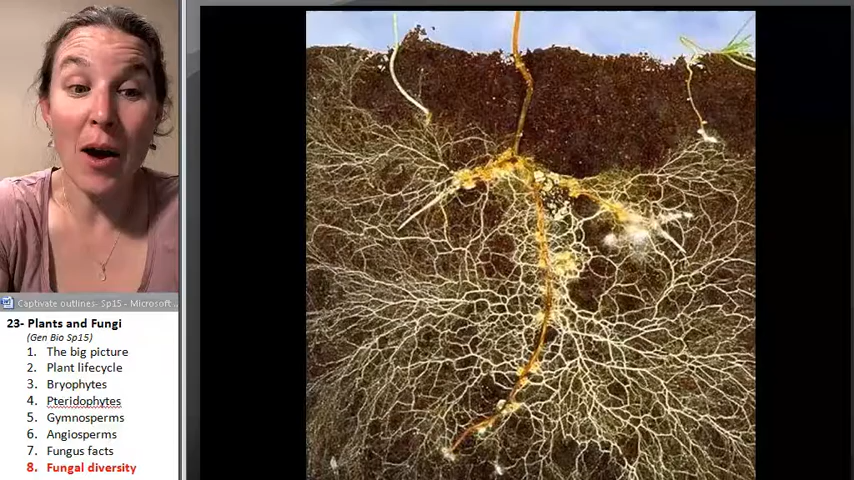 Captivate outlines- Sp15 - Microsoft ...
23- Plants and Fungi
(Gen Bio Sp15)
1. The big picture
2. Plant lifecycle
3. Bryophytes
4. Pteridophytes
5. Gymnosperms
6. Angiosperms
7. Fungus facts
8. Fungal diversity